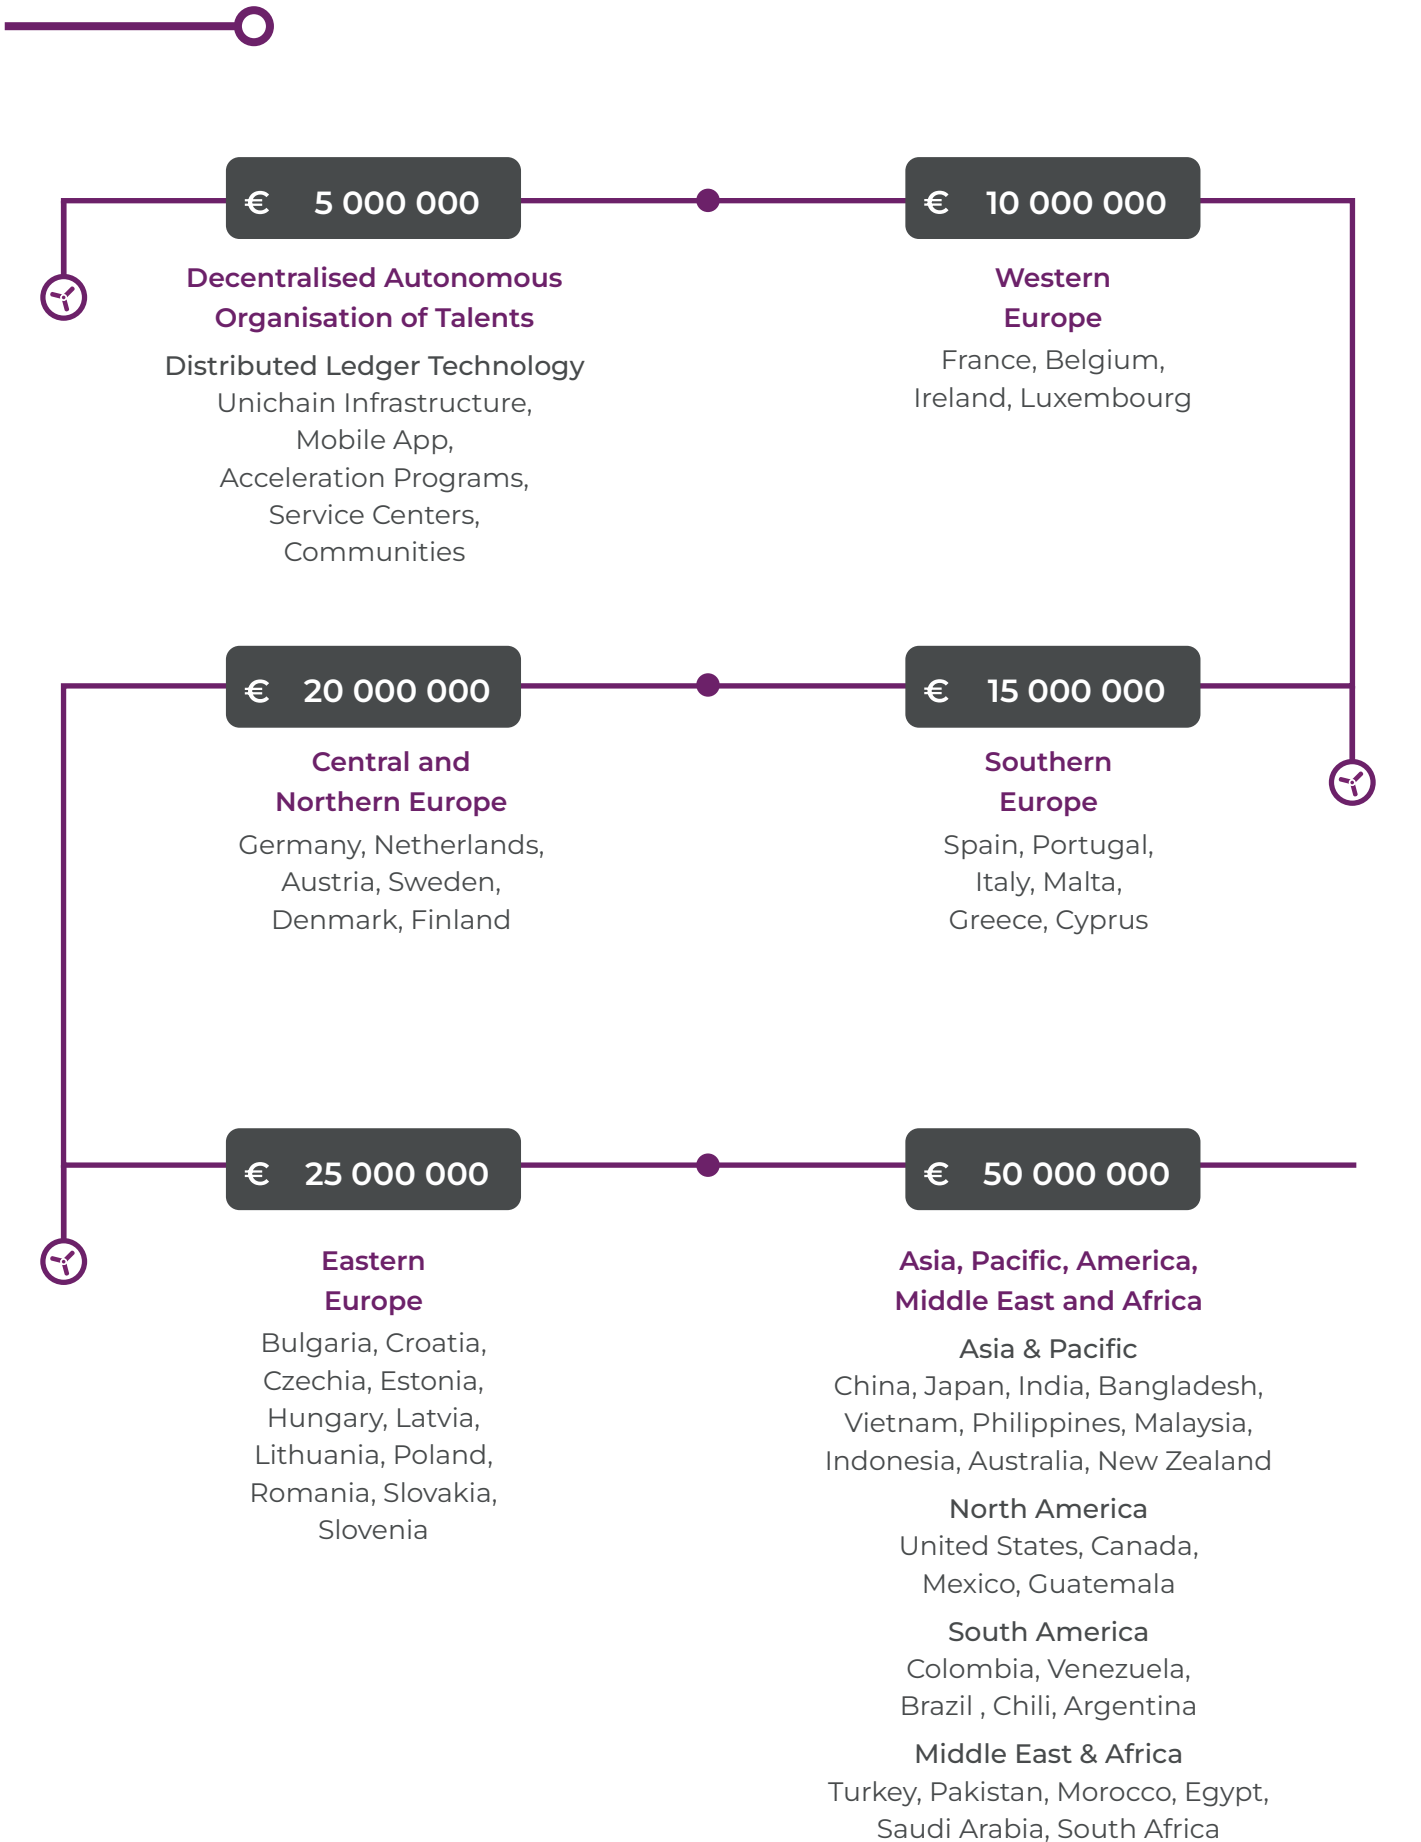 € 5 000 000
Decentralised Autonomous
Organisation of Talents
Distributed Ledger Technology
Unichain Infrastructure,
Mobile App,
Acceleration Programs,
Service Centers,
Communities
€ 10 000 000
Western
Europe
France, Belgium,
Ireland, Luxembourg
€ 15 000 000
Southern
Europe
Spain, Portugal,
Italy, Malta,
Greece, Cyprus
€ 20 000 000
Central and
Northern Europe
Germany, Netherlands,
Austria, Sweden,
Denmark, Finland
€ 25 000 000
Eastern
Europe
Bulgaria, Croatia,
Czechia, Estonia,
Hungary, Latvia,
Lithuania, Poland,
Romania, Slovakia,
Slovenia
€ 50 000 000
Asia, Pacific, America,
Middle East and Africa
Asia & Pacific
China, Japan, India, Bangladesh,
Vietnam, Philippines, Malaysia,
Indonesia, Australia, New Zealand
North America
United States, Canada,
Mexico, Guatemala
South America
Colombia, Venezuela,
Brazil , Chili, Argentina
Middle East & Africa
Turkey, Pakistan, Morocco, Egypt,
Saudi Arabia, South Africa